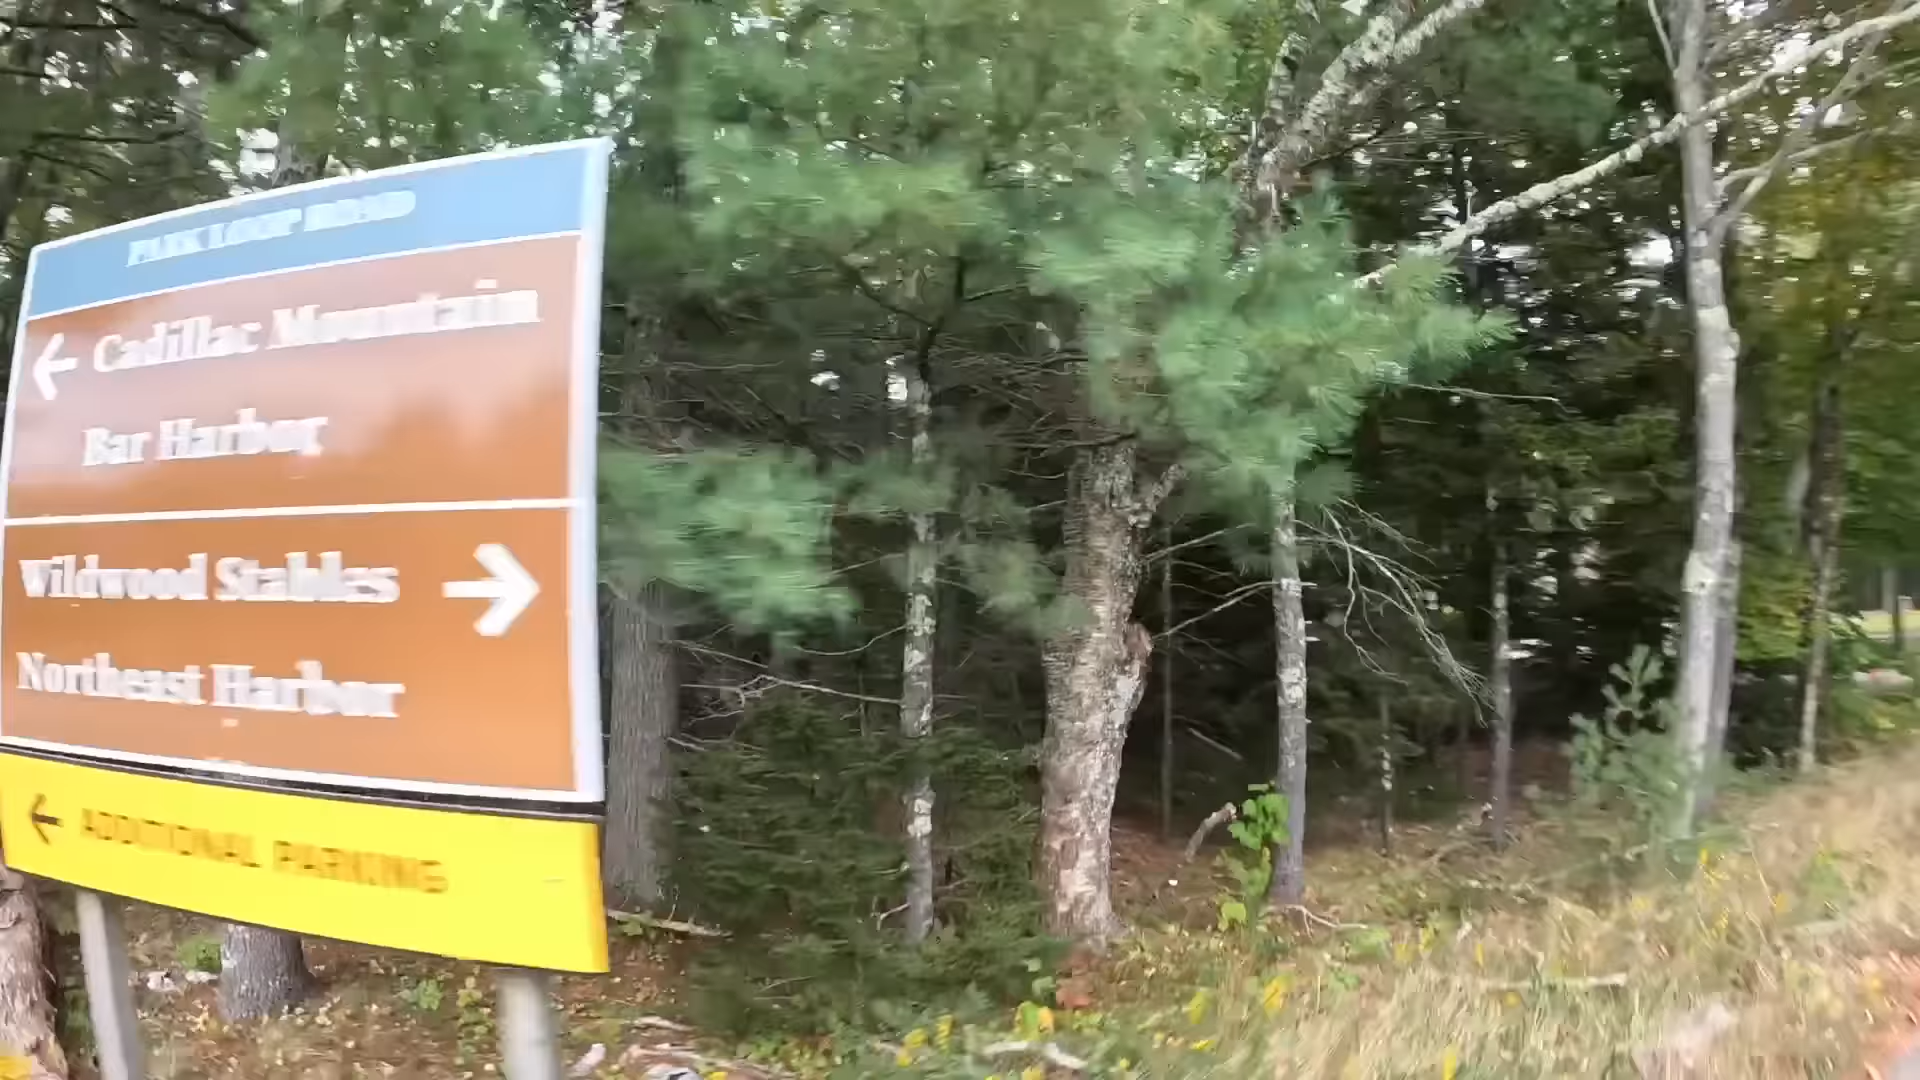 PARK LOOP ROAD
← Cadillac Mountain
Bar Harbor
Wildwood Stables →
Northeast Harbor
← ADDITIONAL PARKING